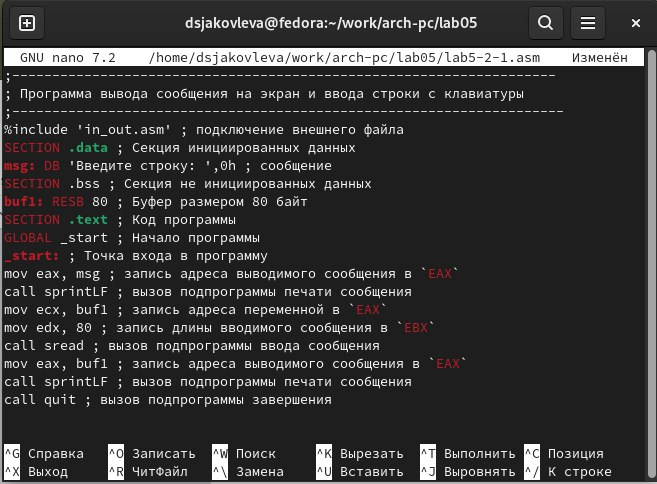 dsjakovleva@fedora:~/work/arch-pc/lab05
GNU nano 7.2 /home/dsjakovleva/work/arch-pc/lab05/lab5-2-1.asm Изменён
;--------------------------------------------------------------------
; Программа вывода сообщения на экран и ввода строки с клавиатуры
;---------------------------------------------------------------------
%include 'in_out.asm' ; подключение внешнего файла
SECTION .data ; Секция инициированных данных
msg: DB 'Введите строку: ',0h ; сообщение
SECTION .bss ; Секция не инициированных данных
buf1: RESB 80 ; Буфер размером 80 байт
SECTION .text ; Код программы
GLOBAL _start ; Начало программы
_start: ; Точка входа в программу
mov eax, msg ; запись адреса выводимого сообщения в `EAX`
call sprintLF ; вызов подпрограммы печати сообщения
mov ecx, buf1 ; запись адреса переменной в `EAX`
mov edx, 80 ; запись длины вводимого сообщения в `EBX`
call sread ; вызов подпрограммы ввода сообщения
mov eax, buf1 ; запись адреса выводимого сообщения в `EAX`
call sprintLF ; вызов подпрограммы печати сообщения
call quit ; вызов подпрограммы завершения
^G Справка ^O Записать ^W Поиск ^K Вырезать ^T Выполнить ^C Позиция
^X Выход ^R ЧитФайл ^\ Замена ^U Вставить ^J Выровнять ^/ К строке